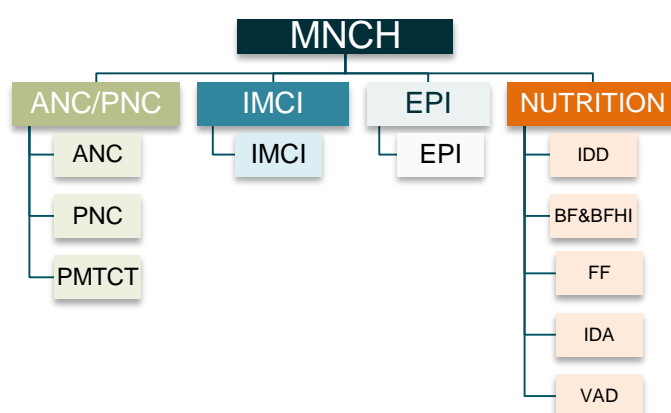 MNCH
ANC/PNC
IMCI
EPI
NUTRITION
ANC
IMCI
EPI
IDD
PNC
BF&BFHI
PMTCT
FF
IDA
VAD